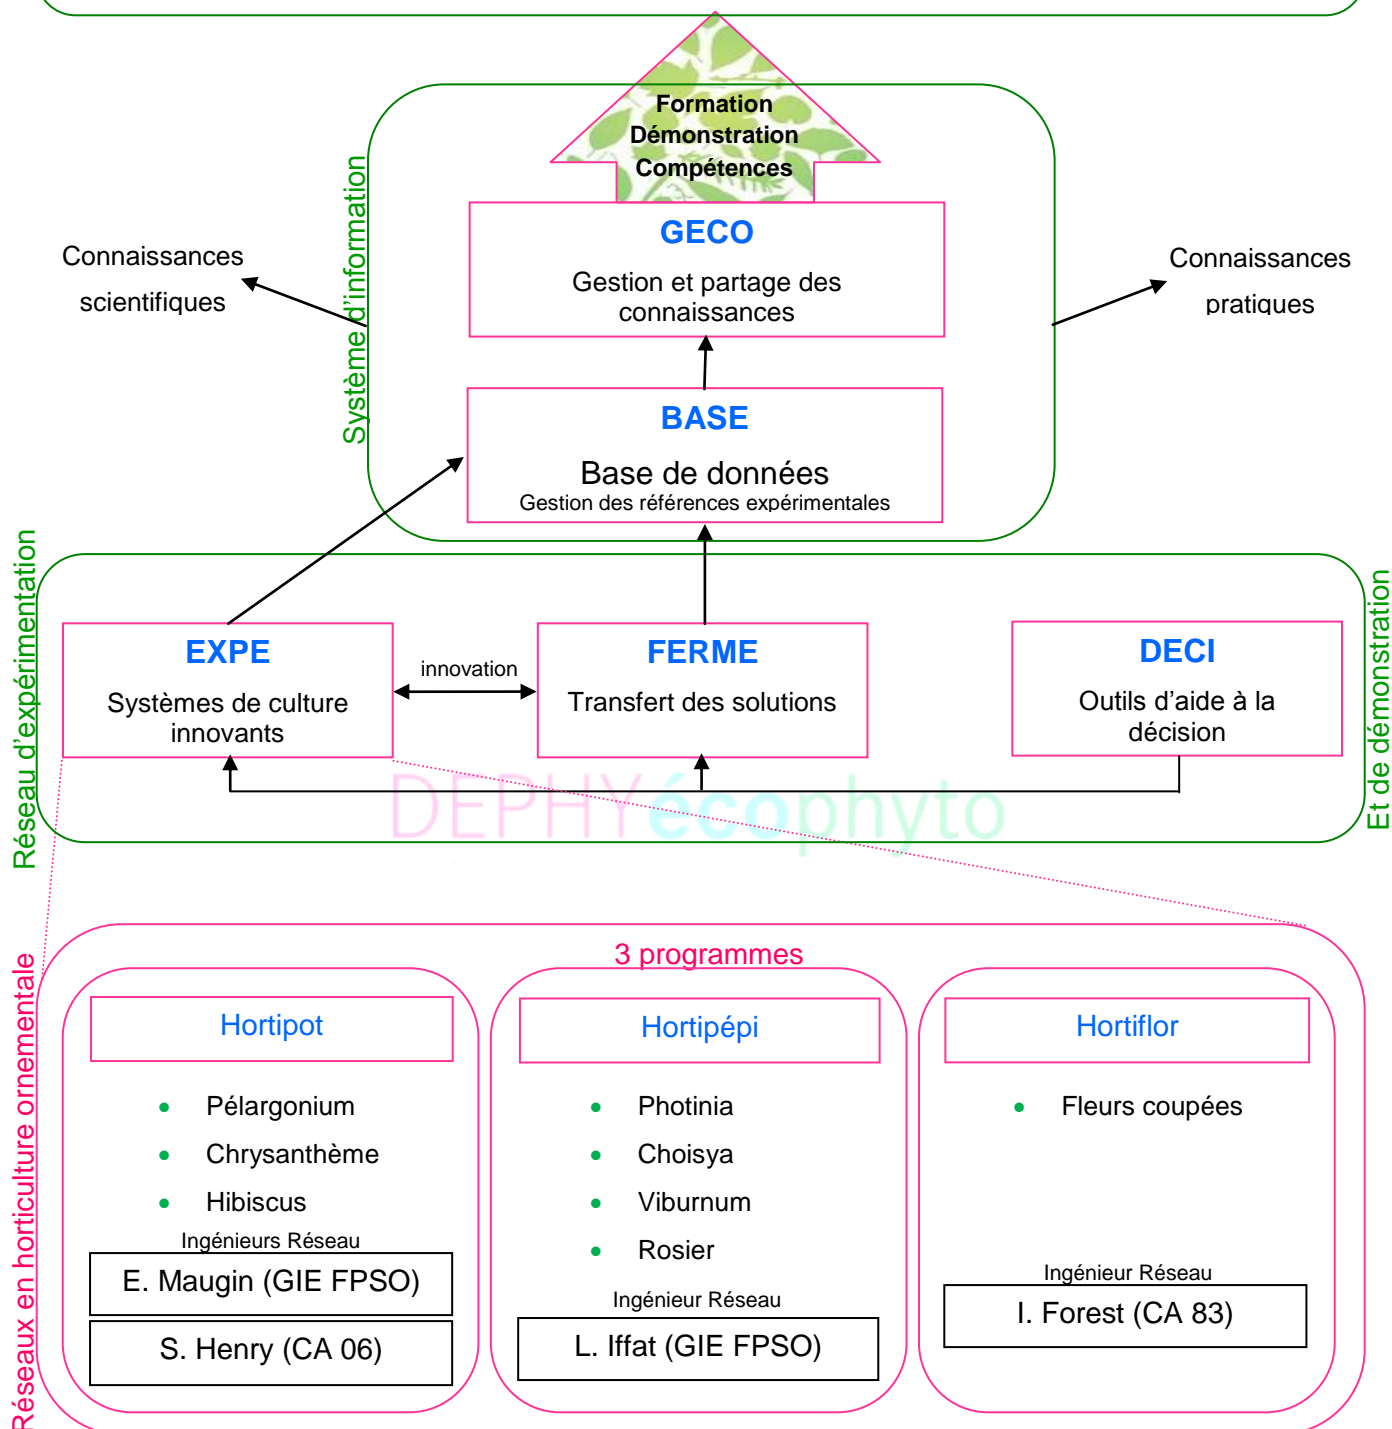 Formation
Démonstration
Compétences
Système d'information
GECO
Gestion et partage des
connaissances
Connaissances
scientifiques
Connaissances
pratiques
BASE
Base de données
Gestion des références expérimentales
Réseau d'expérimentation
Et de démonstration
EXPE
Systèmes de culture
innovants
innovation
FERME
Transfert des solutions
DECI
Outils d'aide à la
décision
DEPHYécophyto
Réseaux en horticulture ornementale
3 programmes
Hortipot
Pélargonium
Chrysanthème
Hibiscus
Ingénieurs Réseau
E. Maugin (GIE FPSO)
S. Henry (CA 06)
Hortipépi
Photinia
Choisya
Viburnum
Rosier
Ingénieur Réseau
L. Iffat (GIE FPSO)
Hortiflor
Fleurs coupées
Ingénieur Réseau
I. Forest (CA 83)